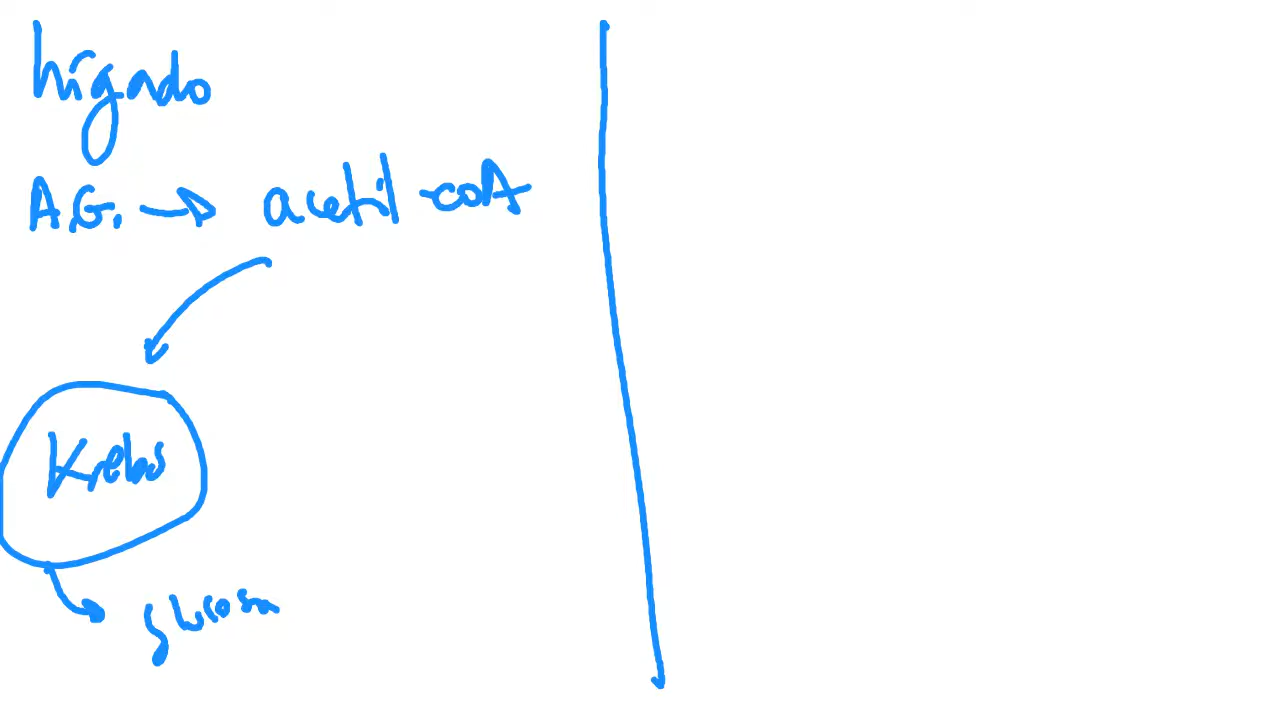 hígado
A.G. → acetil-coA
Krebs
glucosa